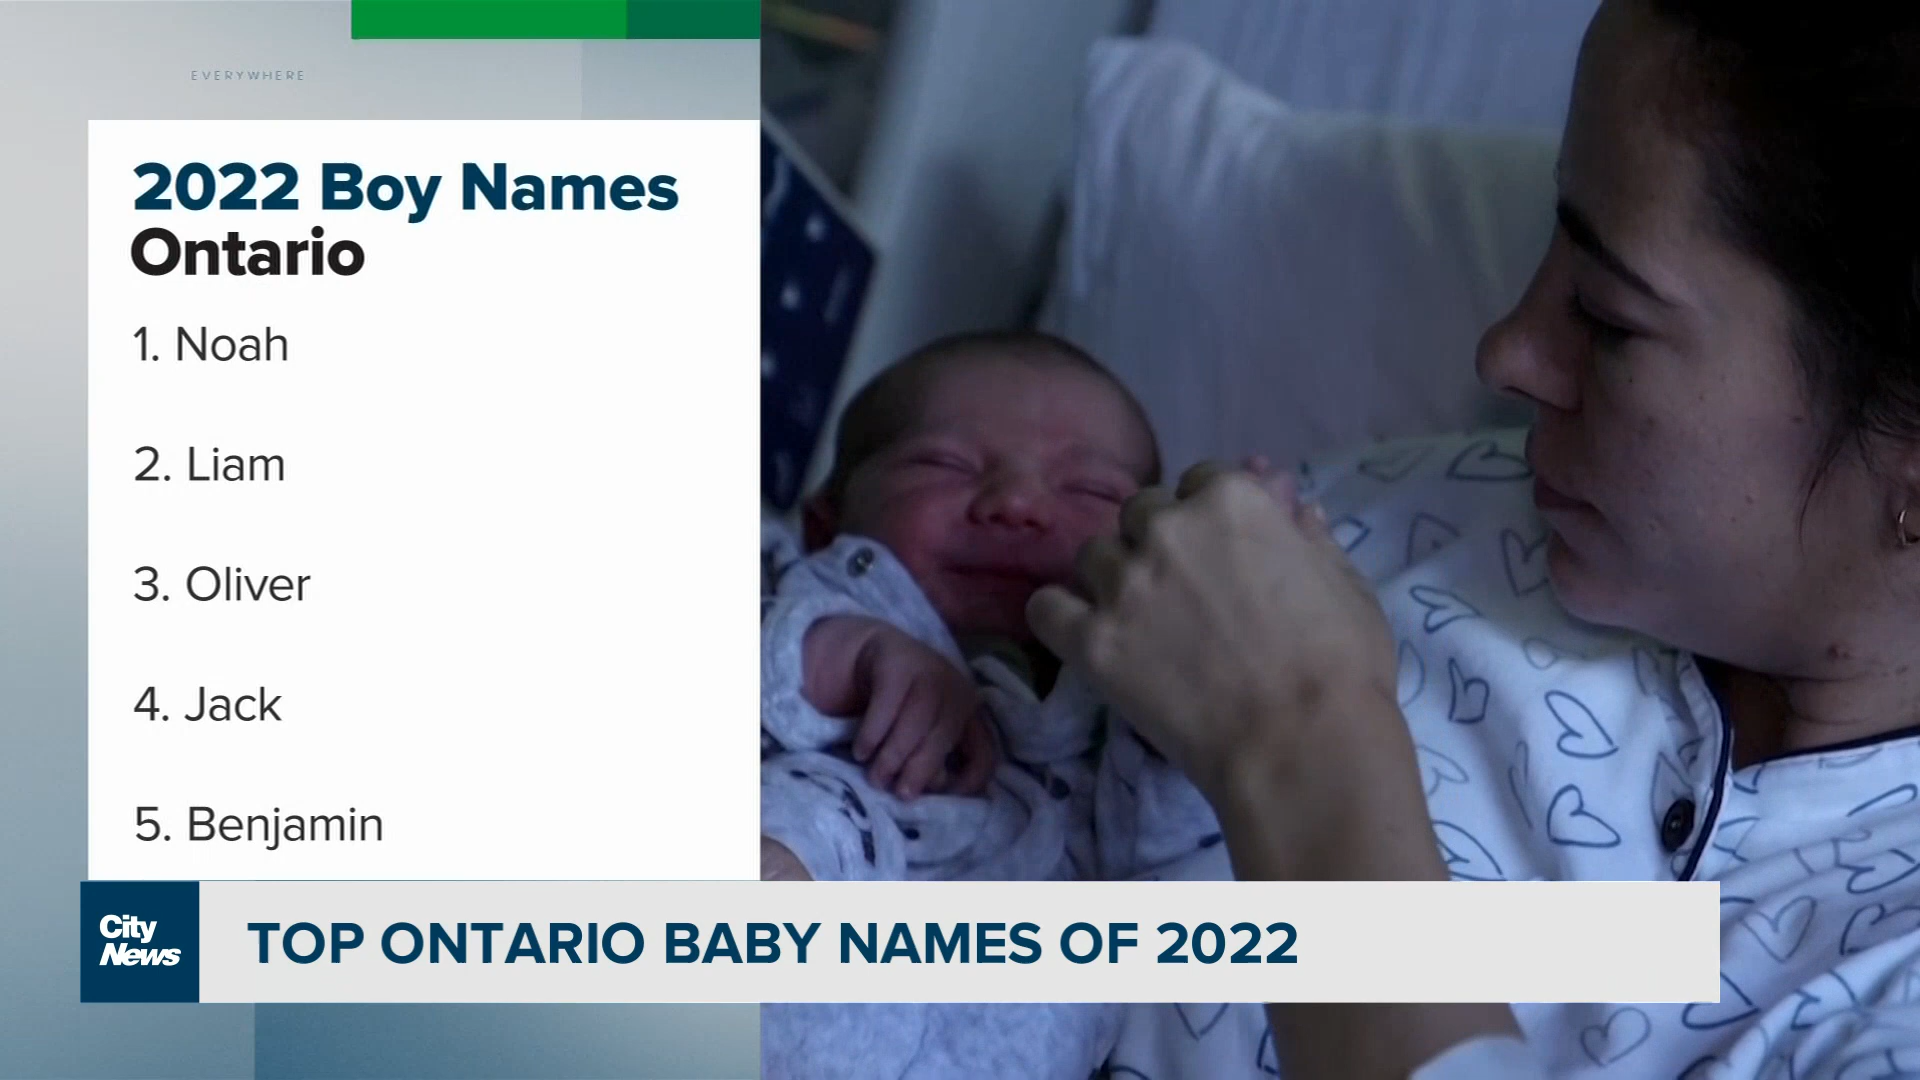 EVERYWHERE
2022 Boy Names
Ontario
1. Noah
2. Liam
3. Oliver
4. Jack
5. Benjamin
City
News
TOP ONTARIO BABY NAMES OF 2022